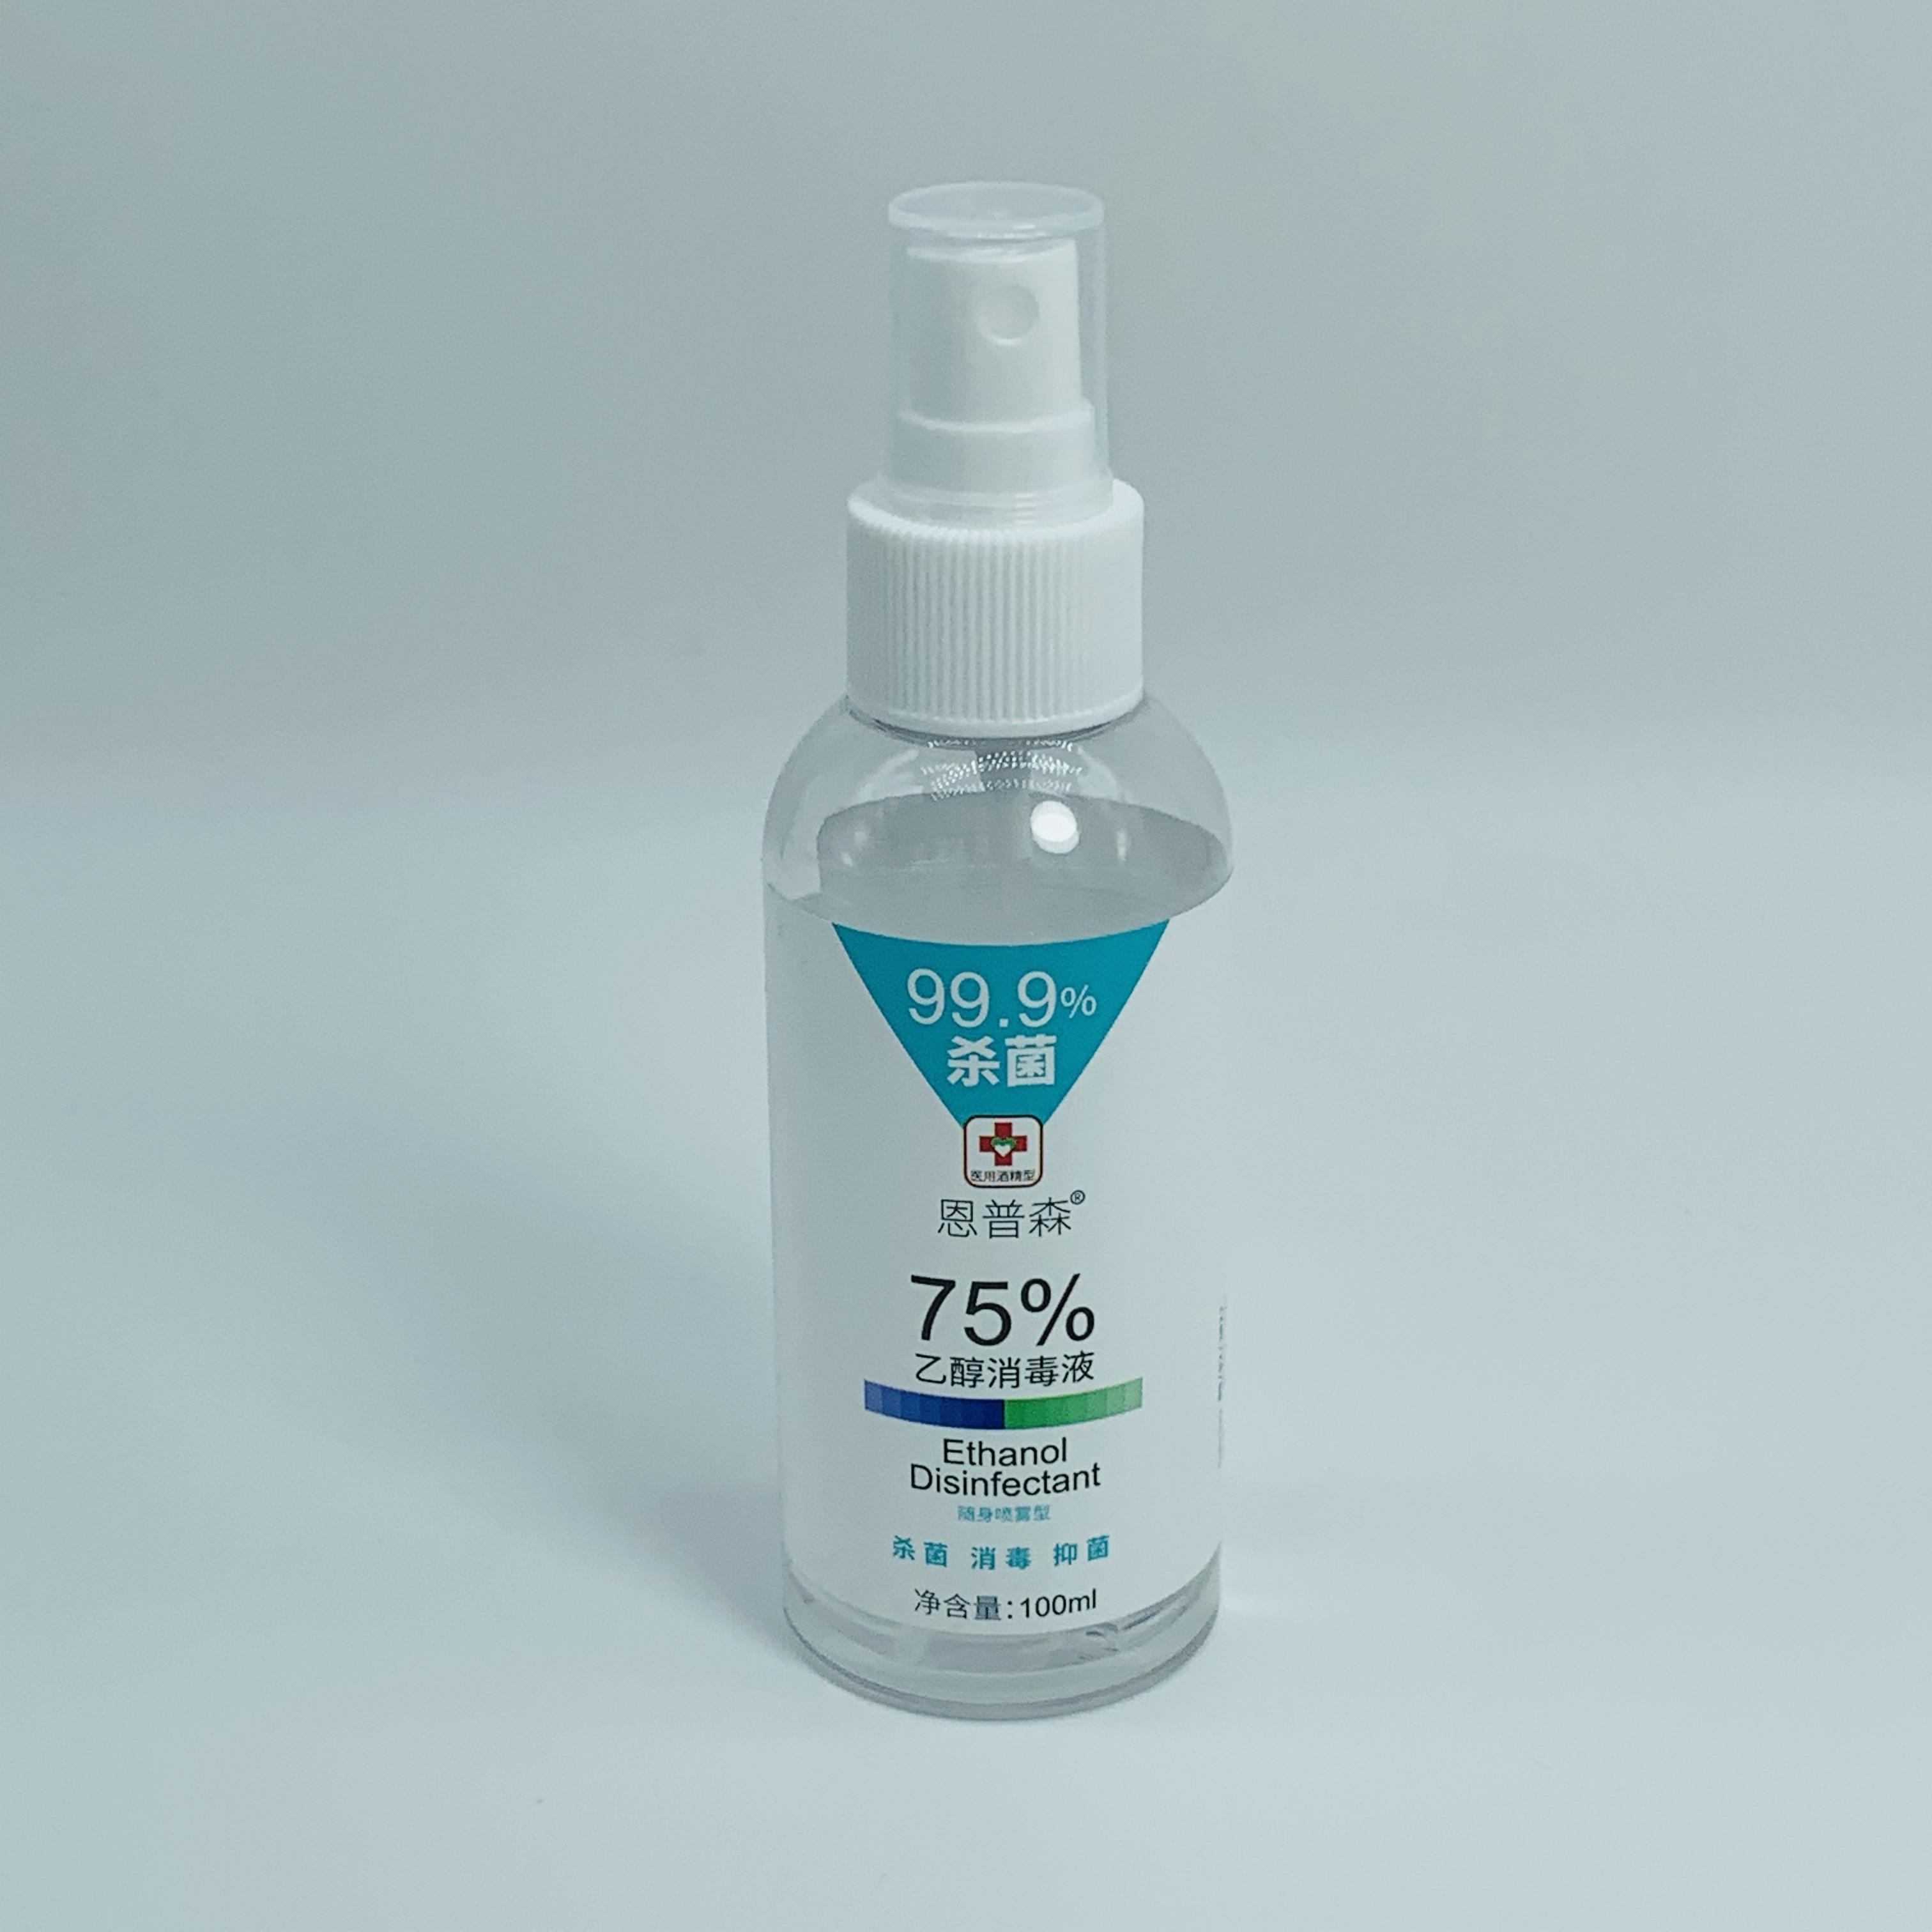 99.9%
杀菌
医用酒精型
恩普森®
75%
乙醇消毒液
Ethanol
Disinfectant
随身喷雾型
杀菌 消毒 抑菌
净含量:100ml